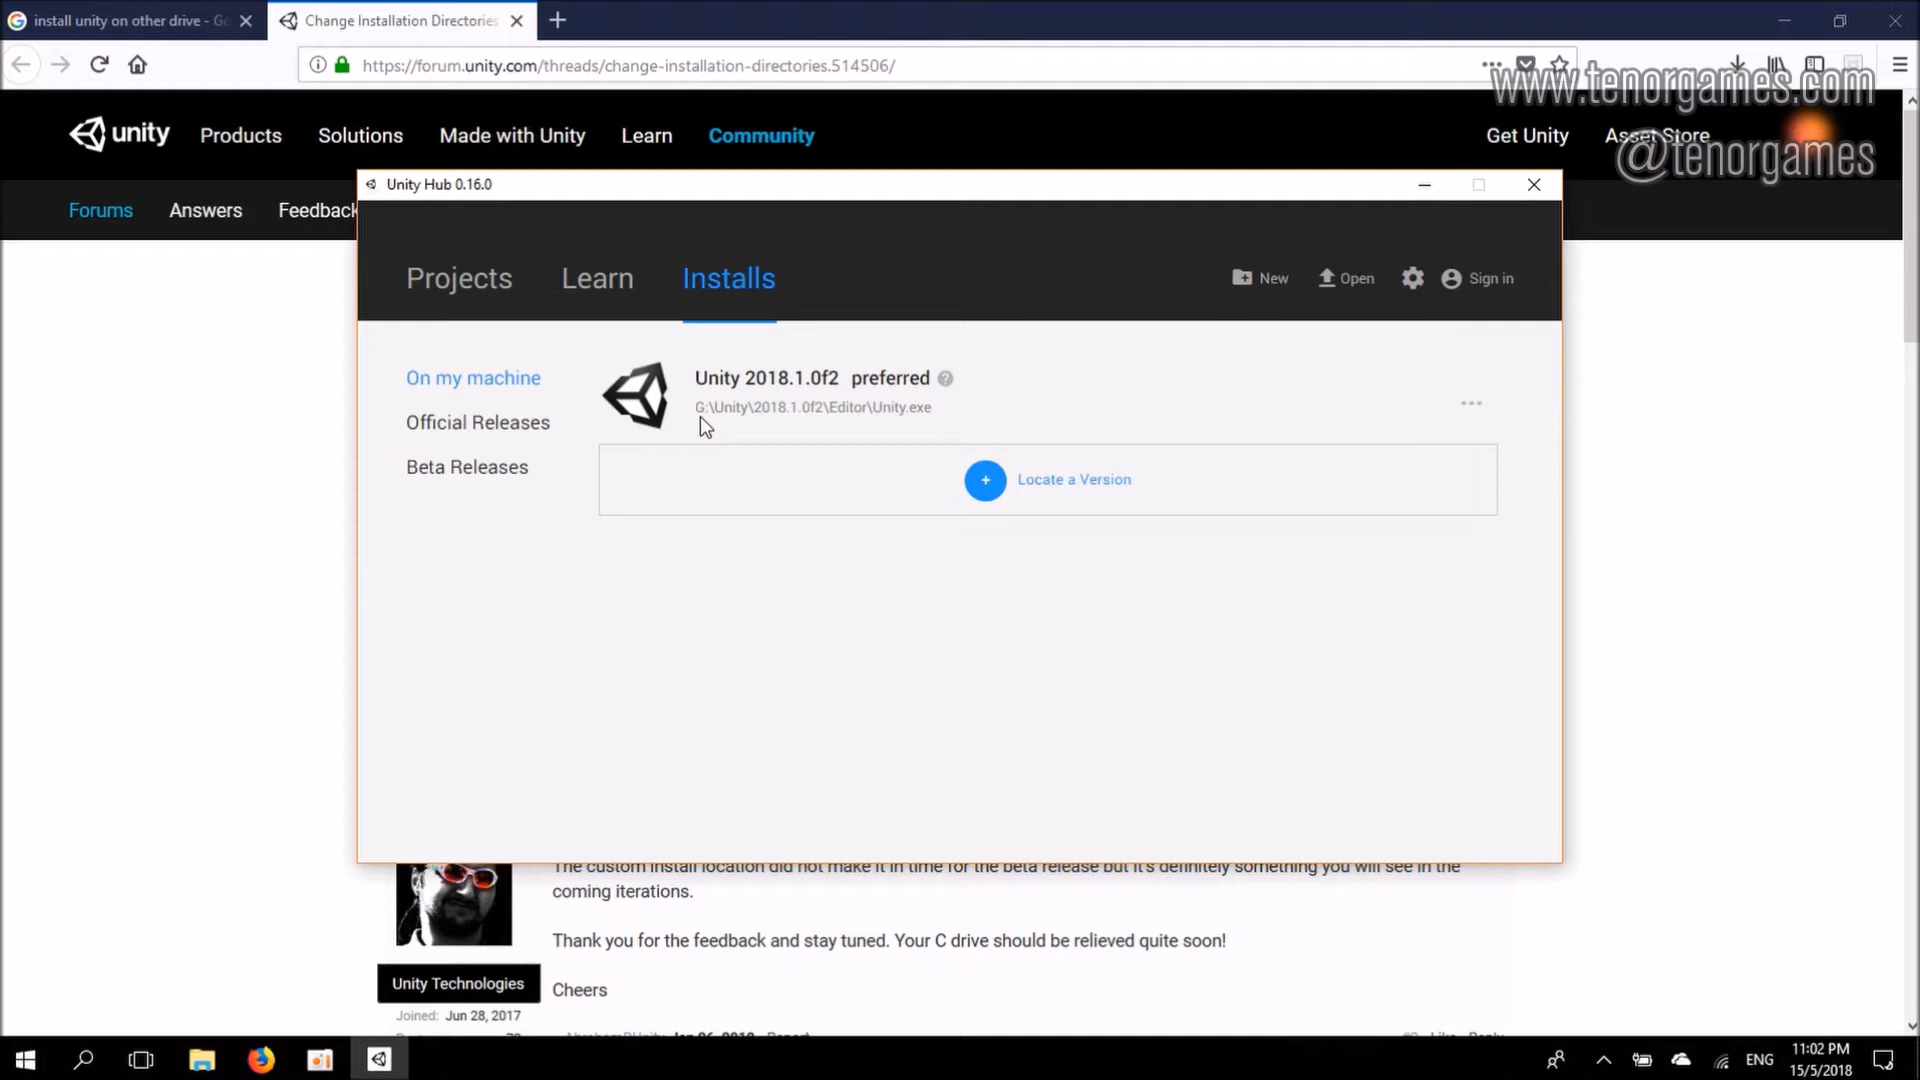 install unity on other drive - Go
Change Installation Directories
https://forum.unity.com/threads/change-installation-directories.514506/
www.tenorgames.com
@tenorgames
unity
Products
Solutions
Made with Unity
Learn
Community
Get Unity
Asset Store
Forums
Answers
Feedback
Unity Hub 0.16.0
Projects
Learn
Installs
New
Open
Sign in
On my machine
Official Releases
Beta Releases
Unity 2018.1.0f2 preferred
G:\Unity\2018.1.0f2\Editor\Unity.exe
Locate a Version
The custom install location did not make it in time for the beta release but it's definitely something you will see in the
coming iterations.
Thank you for the feedback and stay tuned. Your C drive should be relieved quite soon!
Cheers
Unity Technologies
Joined: Jun 28, 2017
ENG
11:02 PM
15/5/2018